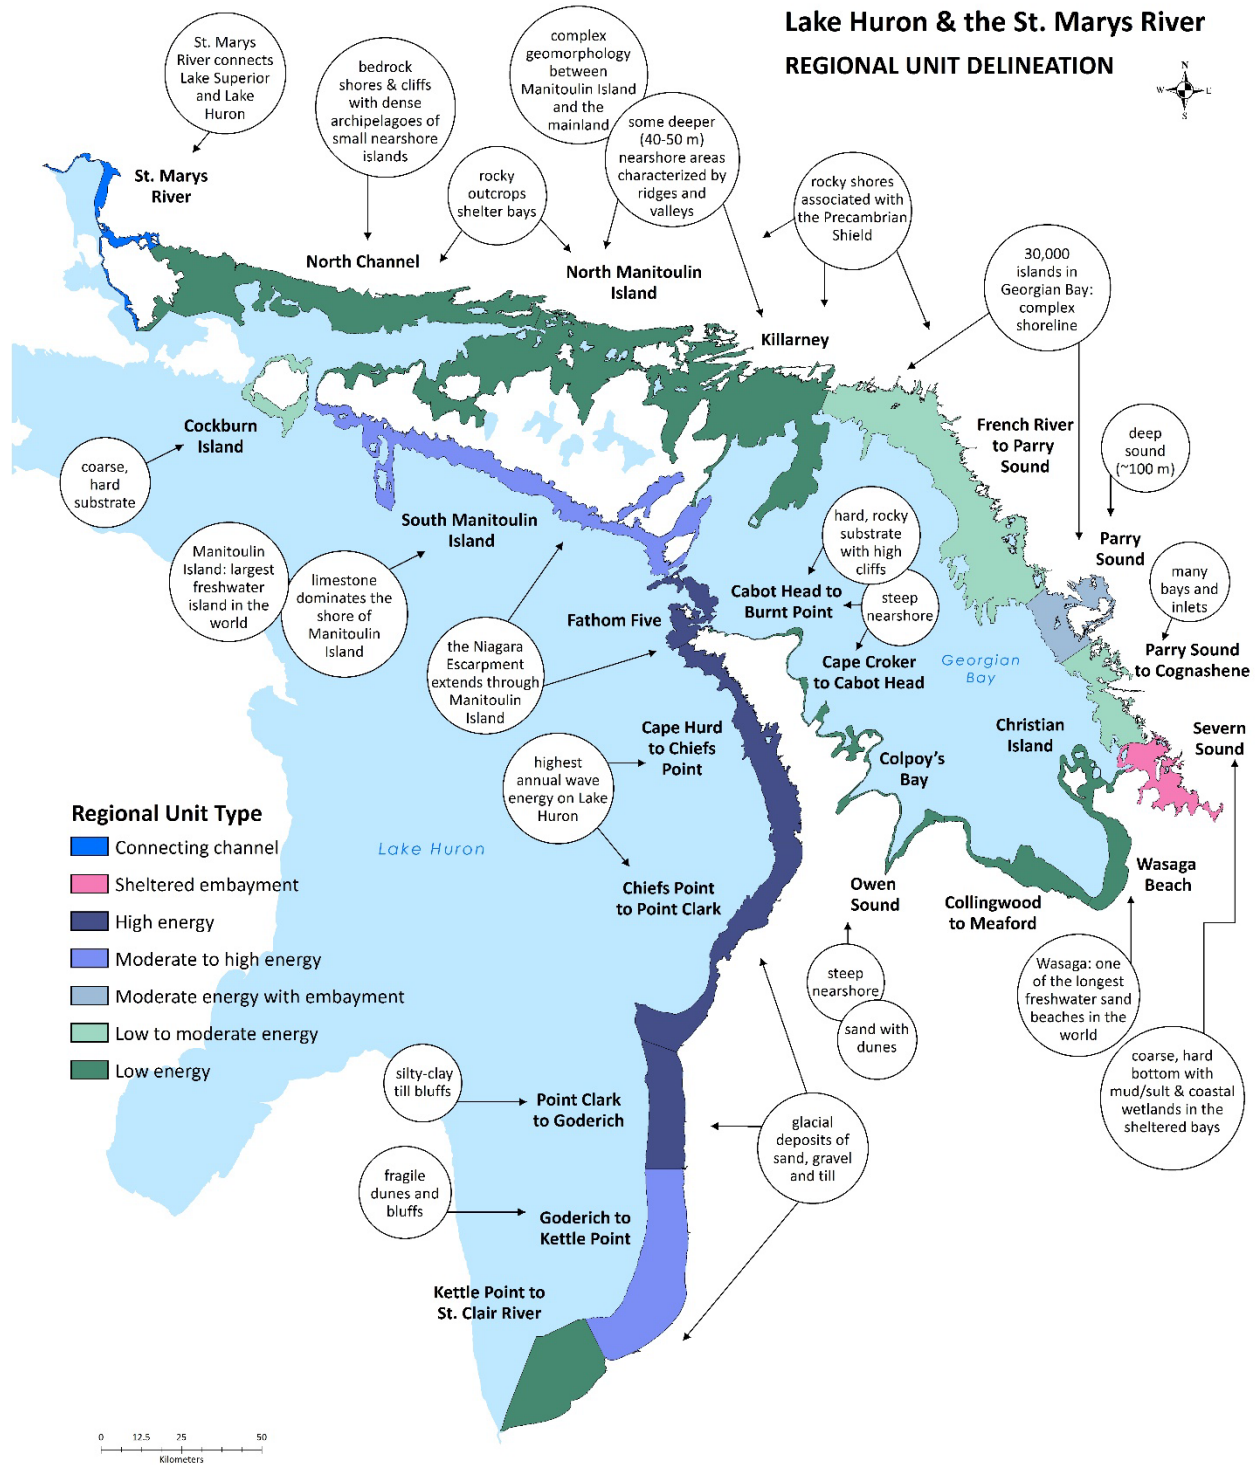 Lake Huron & the St. Marys River
REGIONAL UNIT DELINEATION
N
W
E
S
St. Marys
River connects
Lake Superior
and Lake
Huron
bedrock
shores & cliffs
with dense
archipelagoes of
small nearshore
islands
complex
geomorphology
between
Manitoulin Island
and the
mainland
some deeper
(40-50 m)
nearshore areas
characterized by
ridges and
valleys
rocky
outcrops
shelter bays
rocky shores
associated with
the Precambrian
Shield
30,000
islands in
Georgian Bay:
complex
shoreline
St. Marys
River
North Channel
North Manitoulin
Island
Killarney
Cockburn
Island
coarse,
hard
substrate
French River
to Parry
Sound
deep
sound
(~100 m)
South Manitoulin
Island
hard, rocky
substrate
with high
cliffs
Parry
Sound
many
bays and
inlets
Manitoulin
Island: largest
freshwater
island in the
world
limestone
dominates the
shore of
Manitoulin
Island
Cabot Head to
Burnt Point
steep
nearshore
Fathom Five
the Niagara
Escarpment
extends through
Manitoulin
Island
Cape Croker
to Cabot Head
Georgian
Bay
Parry Sound
to Cognashene
Cape Hurd
to Chiefs
Point
Christian
Island
Severn
Sound
Colpoy's
Bay
highest
annual wave
energy on Lake
Huron
Regional Unit Type
Connecting channel
Sheltered embayment
High energy
Moderate to high energy
Moderate energy with embayment
Low to moderate energy
Low energy
Lake Huron
Chiefs Point
to Point Clark
Owen
Sound
Collingwood
to Meaford
Wasaga
Beach
steep
nearshore
sand with
dunes
Wasaga: one
of the longest
freshwater sand
beaches in the
world
coarse, hard
bottom with
mud/sult & coastal
wetlands in the
sheltered bays
silty-clay
till bluffs
Point Clark
to Goderich
glacial
deposits of
sand, gravel
and till
fragile
dunes and
bluffs
Goderich to
Kettle Point
Kettle Point to
St. Clair River
0 12.5 25 50
Kilometers